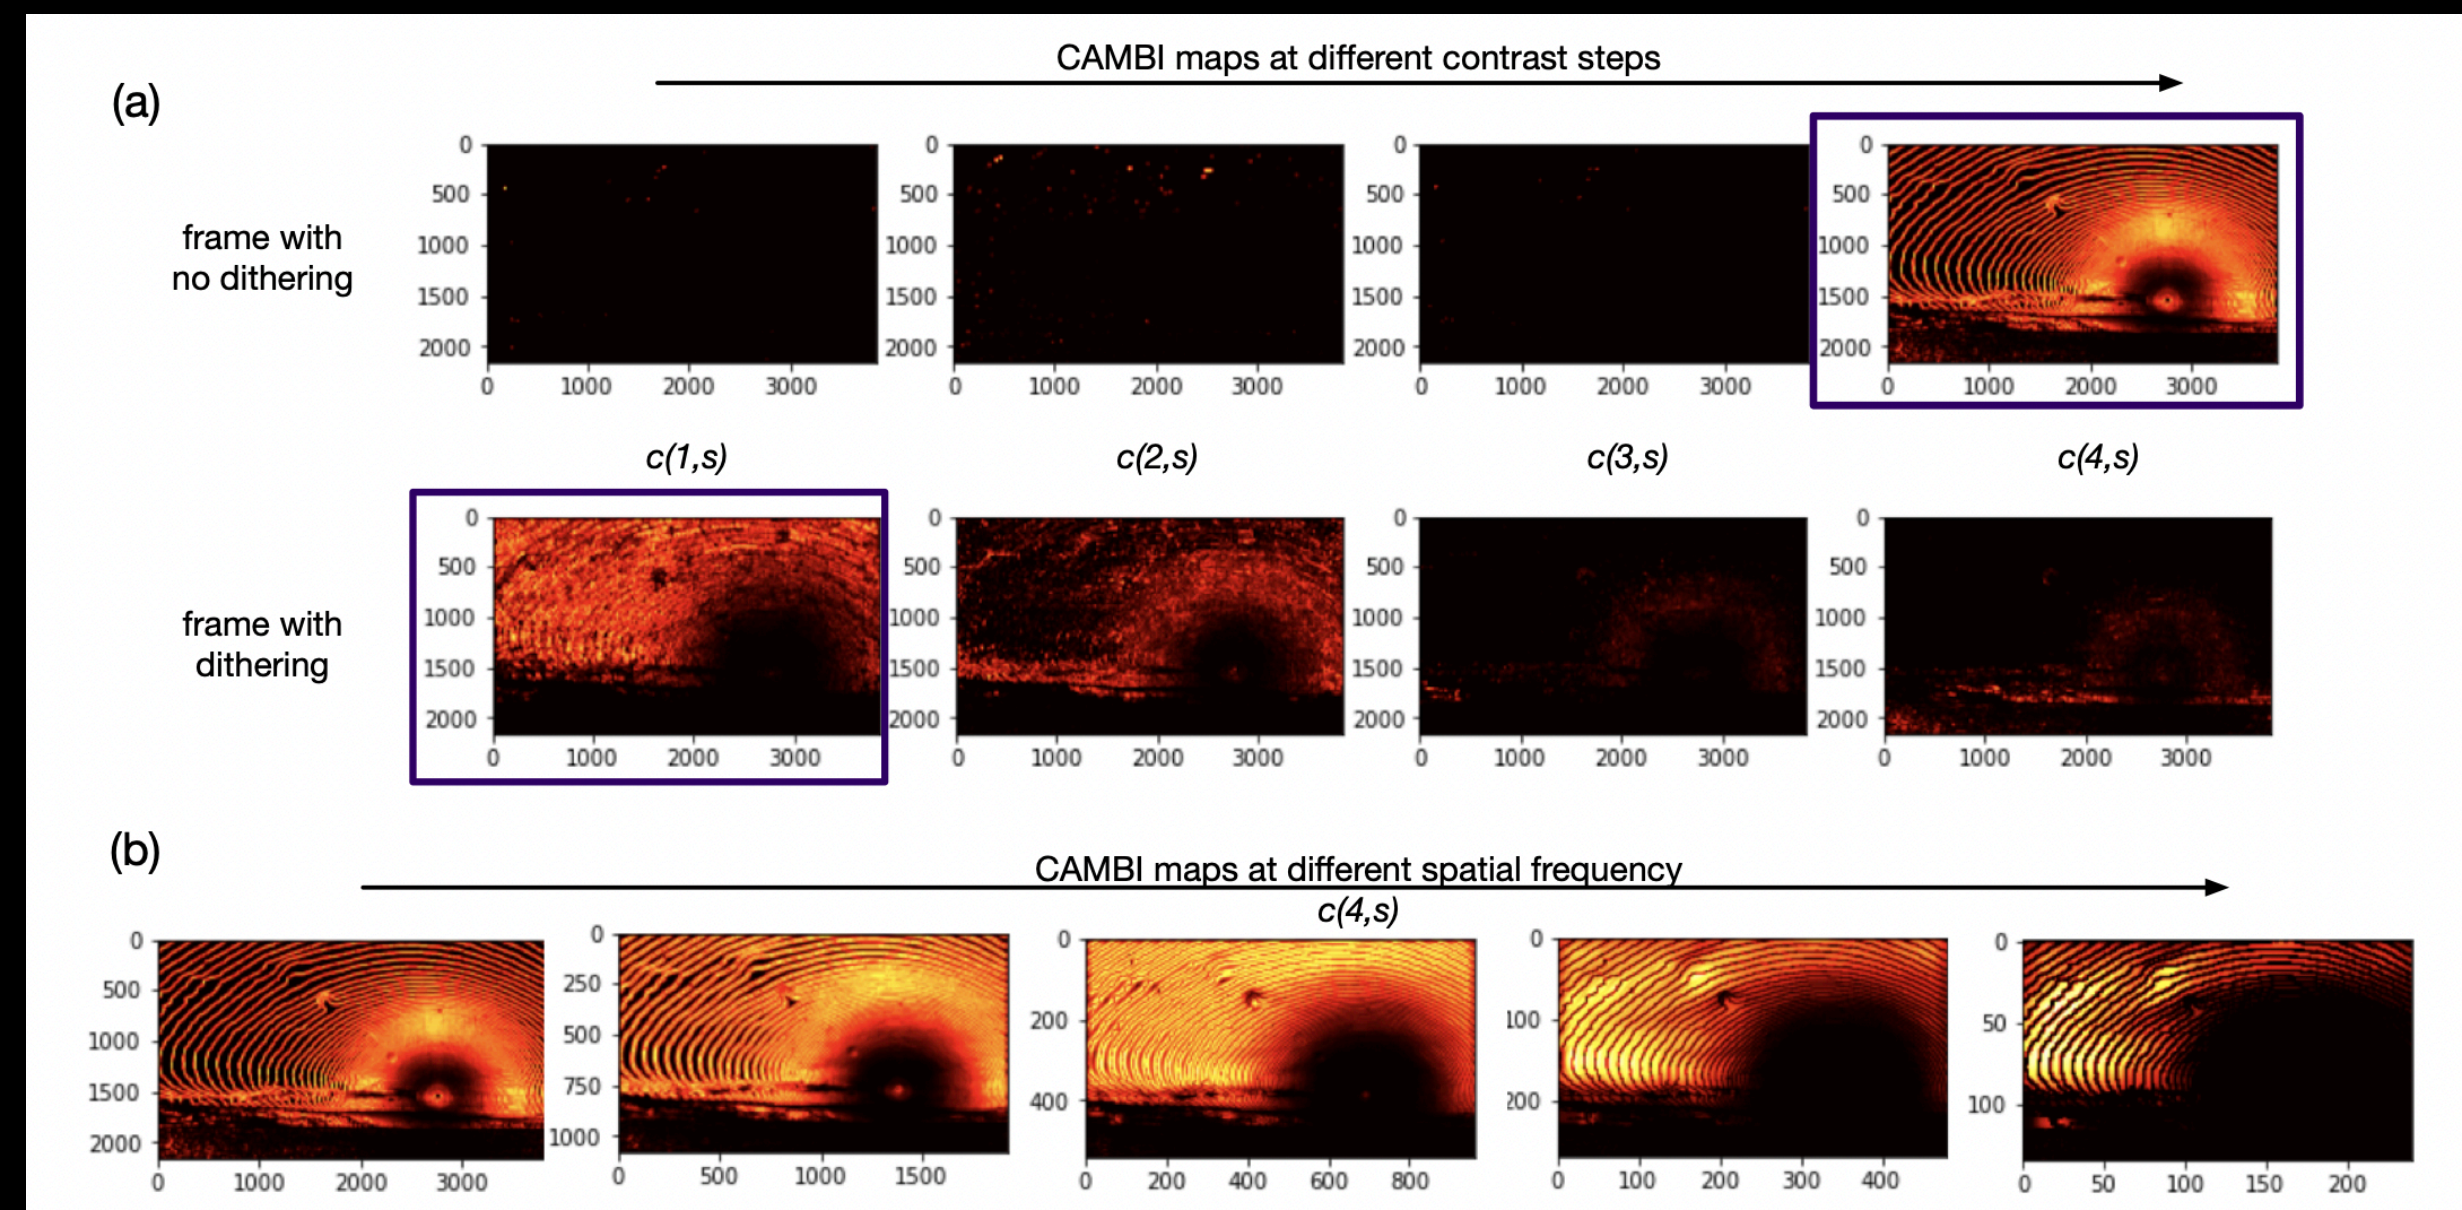 CAMBI maps at different contrast steps
(a)
0 0 0 0
500 500 500 500
frame with
no dithering
1000 1000 1000 1000
1500 1500 1500 1500
2000 2000 2000 2000
0 1000 2000 3000 0 1000 2000 3000 0 1000 2000 3000 0 1000 2000 3000
c(1,s) c(2,s) c(3,s) c(4,s)
0 0 0 0
500 500 500 500
frame with
dithering
1000 1000 1000 1000
1500 1500 1500 1500
2000 2000 2000 2000
0 1000 2000 3000 0 1000 2000 3000 0 1000 2000 3000 0 1000 2000 3000
(b)
CAMBI maps at different spatial frequency
c(4,s)
0 0 0 0 0
500 250 200 100 50
1000 500 400 200 100
1500 750
2000 1000
0 1000 2000 3000 0 500 1000 1500 0 200 400 600 800 0 100 200 300 400 0 50 100 150 200